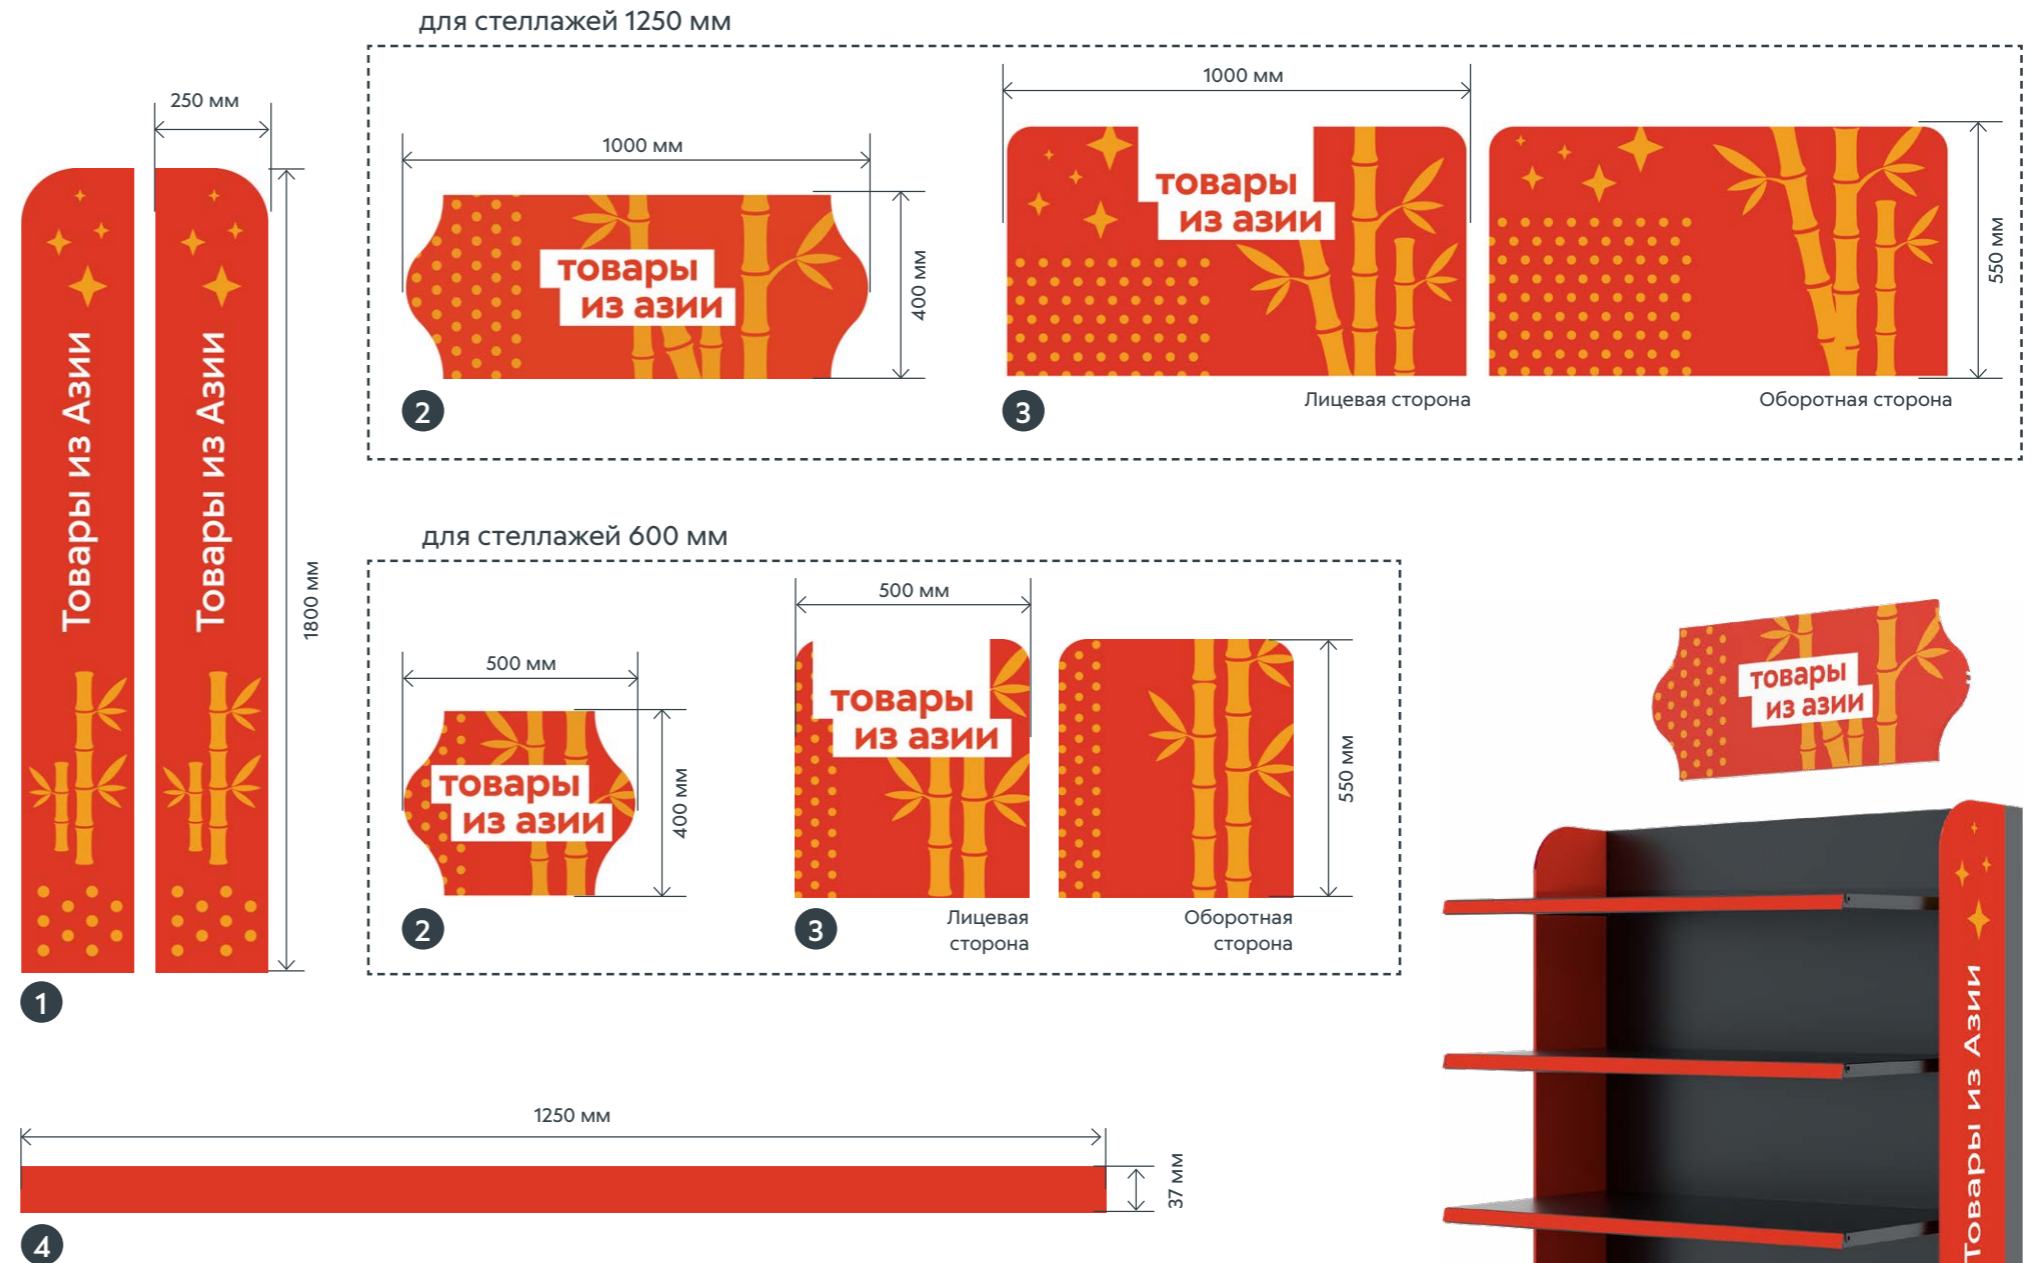 для стеллажей 1250 мм
250 мм
1000 мм
товары
из азии
400 мм
2
1000 мм
товары
из азии
550 мм
3
Лицевая сторона
Оборотная сторона
Товары из Азии
Товары из Азии
1800 мм
1
для стеллажей 600 мм
500 мм
товары
из азии
400 мм
2
500 мм
товары
из азии
550 мм
3
Лицевая
сторона
Оборотная
сторона
товары
из азии
Товары из Азии
1250 мм
37 мм
4